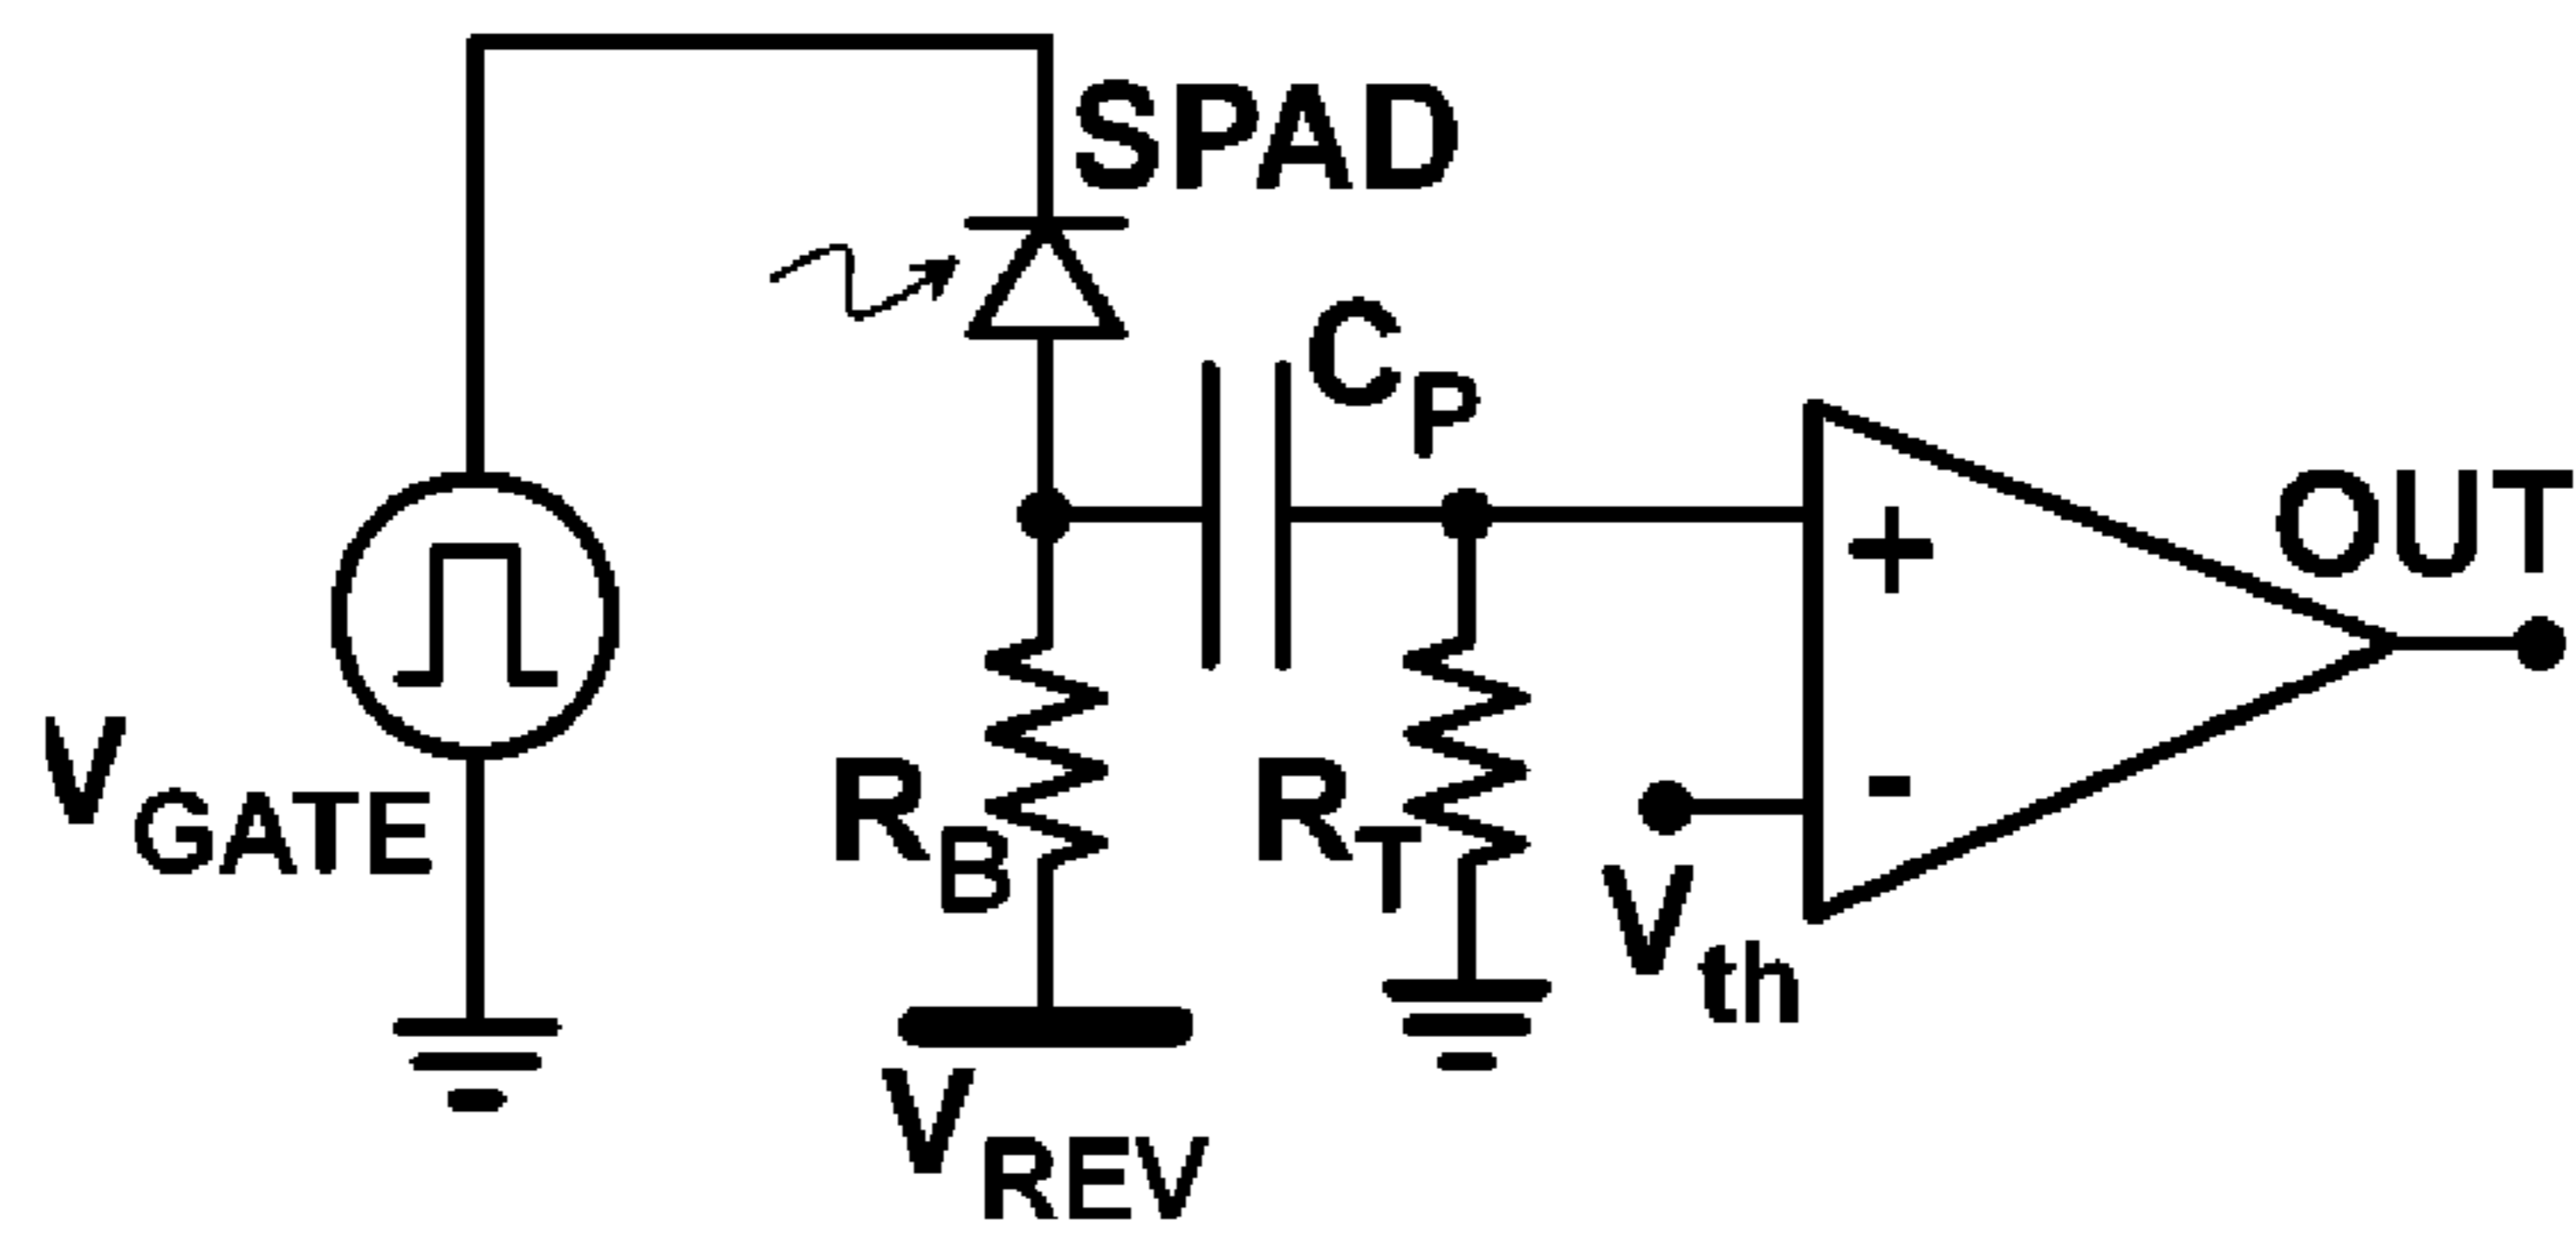 SPAD
CP
+
OUT
VGATE
RB
RT
-
Vth
VREV